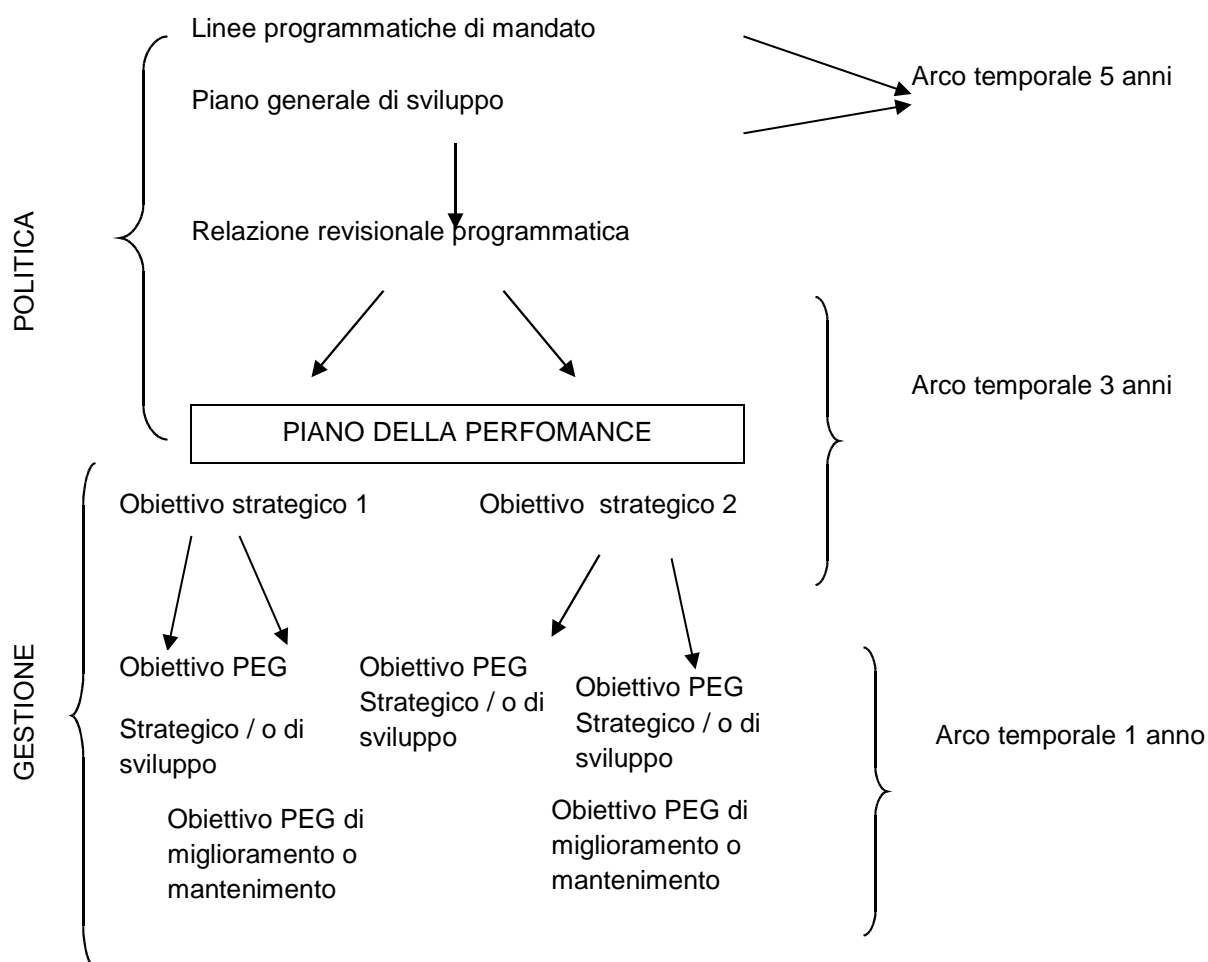 Linee programmatiche di mandato
Arco temporale 5 anni
Piano generale di sviluppo
Relazione revisionale programmatica
POLITICA
Arco temporale 3 anni
PIANO DELLA PERFOMANCE
Obiettivo strategico 1
Obiettivo strategico 2
GESTIONE
Obiettivo PEG
Strategico / o di
sviluppo
Obiettivo PEG
Strategico / o di
sviluppo
Obiettivo PEG
Strategico / o di
sviluppo
Arco temporale 1 anno
Obiettivo PEG di
miglioramento o
mantenimento
Obiettivo PEG di
miglioramento o
mantenimento